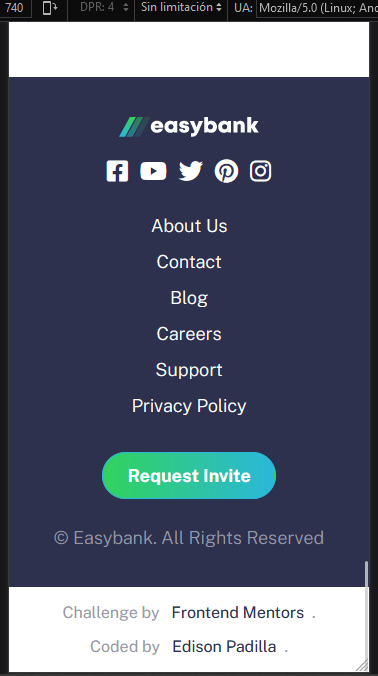 740 DPR: 4 Sin limitación UA: Mozilla/5.0 (Linux; And
easybank
About Us
Contact
Blog
Careers
Support
Privacy Policy
Request Invite
© Easybank. All Rights Reserved
Challenge by Frontend Mentors .
Coded by Edison Padilla .